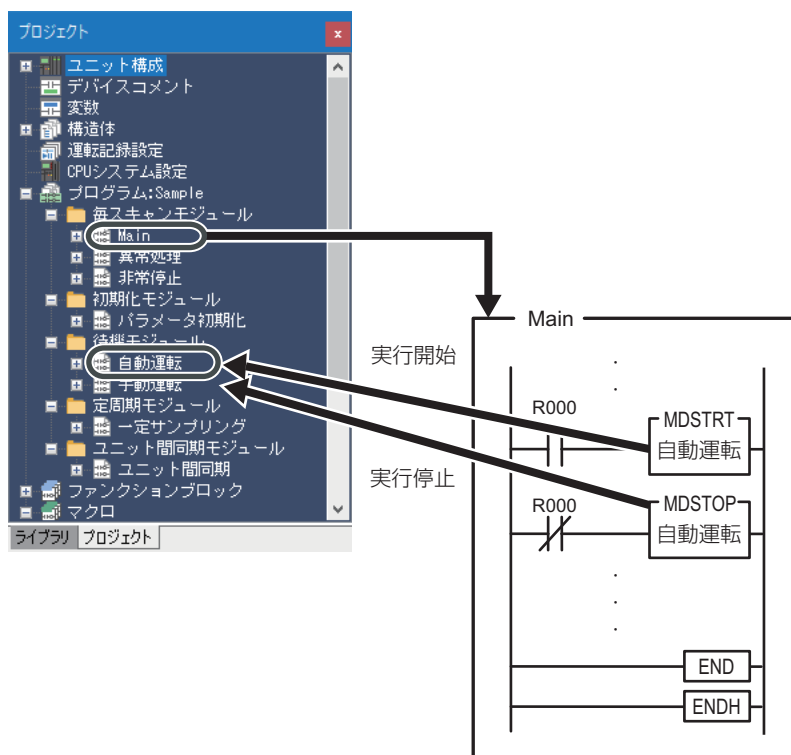 プロジェクト
x
ユニット構成
デバイスコメント
変数
構造体
運転記録設定
CPUシステム設定
プログラム:Sample
毎スキャンモジュール
Main
異常処理
非常停止
初期化モジュール
パラメータ初期化
待機モジュール
自動運転
手動運転
定周期モジュール
一定サンプリング
ユニット間同期モジュール
ユニット間同期
ファンクションブロック
マクロ
ライブラリ プロジェクト
Main
実行開始
R000
MDSTRT
自動運転
実行停止
R000
MDSTOP
自動運転
END
ENDH